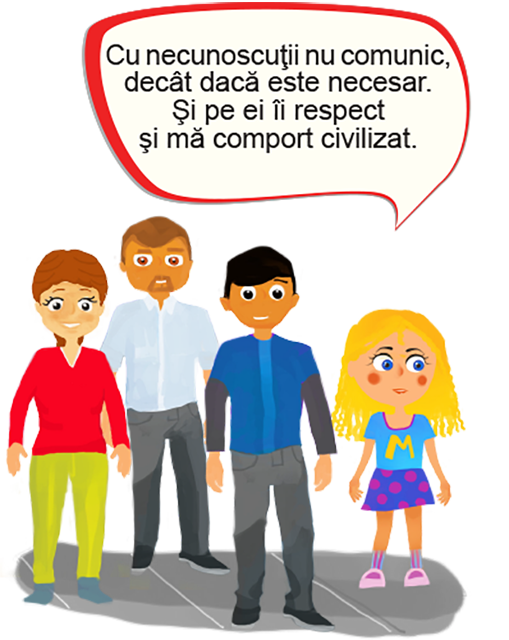 Cu necunoscuţii nu comunic,
decât dacă este necesar.
Şi pe ei îi respect
şi mă comport civilizat.
M